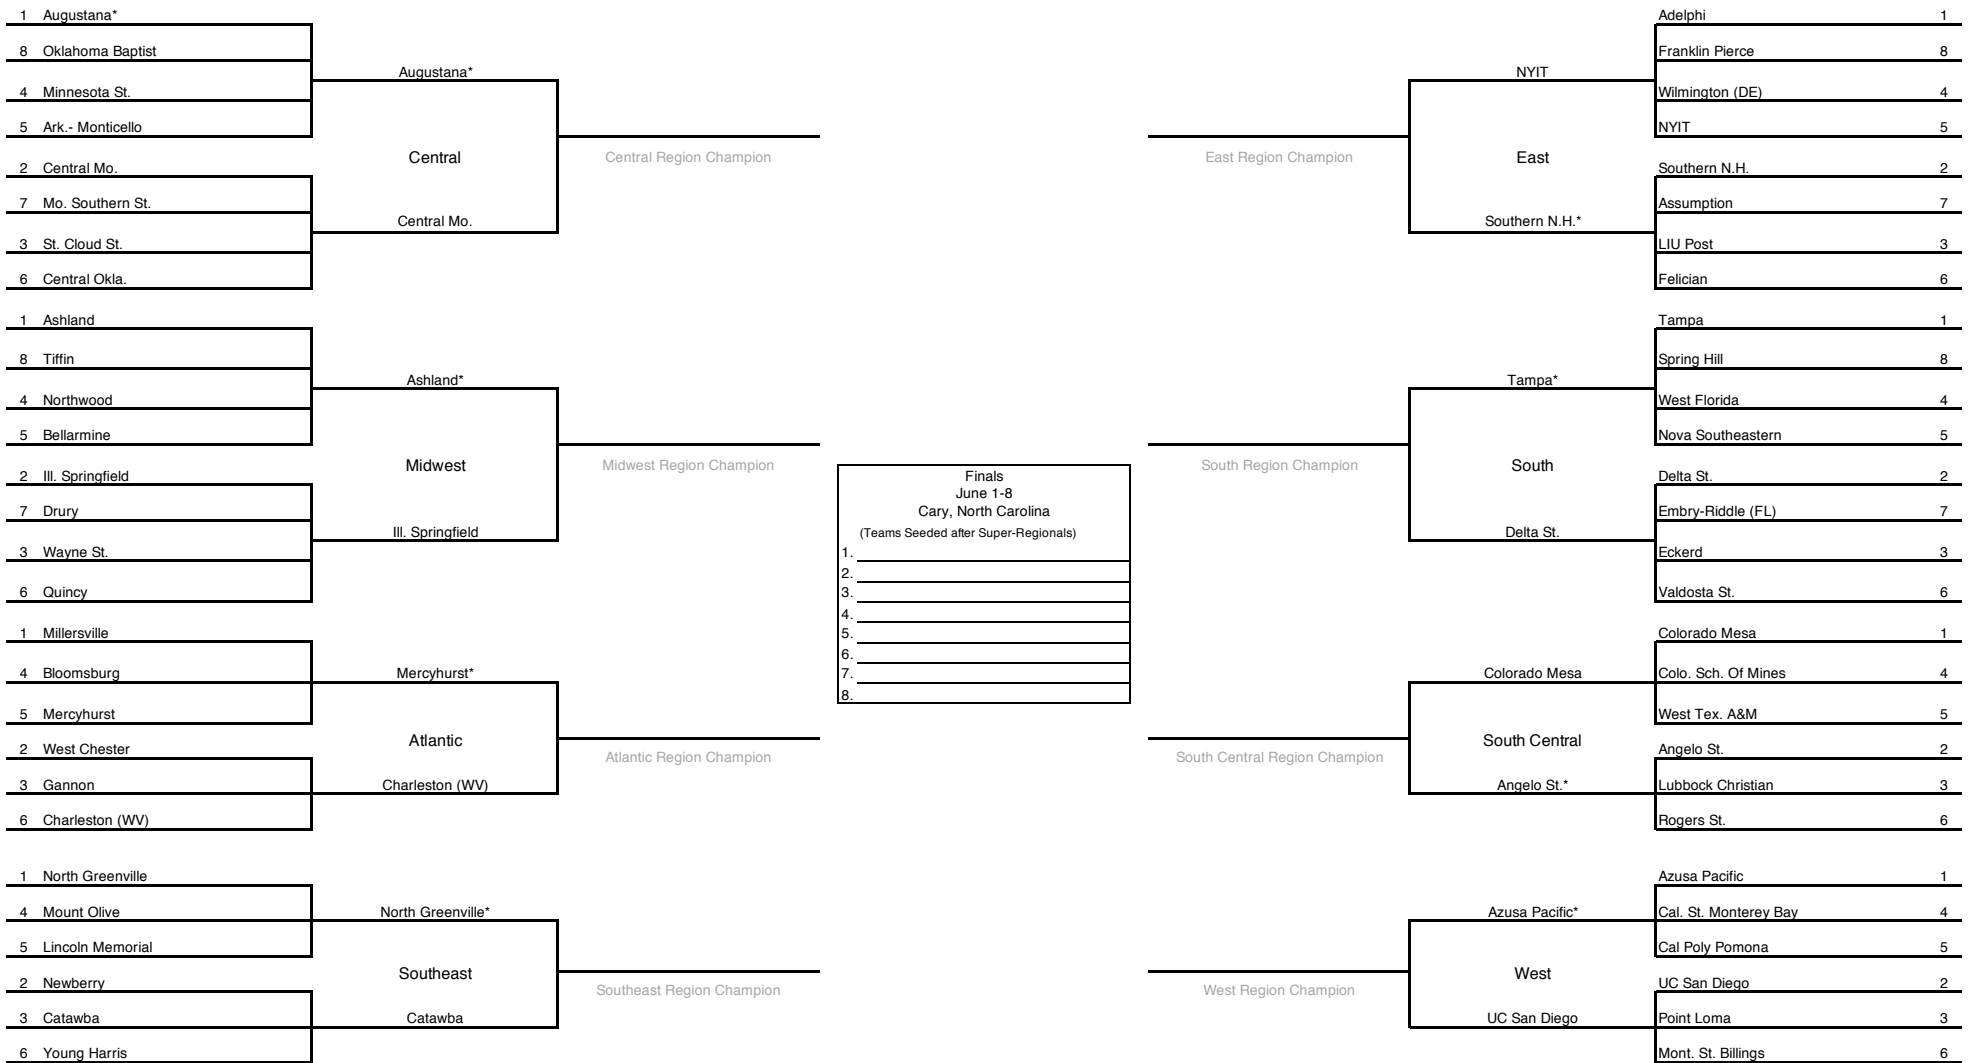 1 Augustana*
8 Oklahoma Baptist
Augustana*
4 Minnesota St.
5 Ark.- Monticello
Central
Central Region Champion
2 Central Mo.
7 Mo. Southern St.
Central Mo.
3 St. Cloud St.
6 Central Okla.
1 Ashland
8 Tiffin
Ashland*
4 Northwood
5 Bellarmine
Midwest
Midwest Region Champion
2 Ill. Springfield
7 Drury
Ill. Springfield
3 Wayne St.
6 Quincy
1 Millersville
4 Bloomsburg
Mercyhurst*
5 Mercyhurst
Atlantic
Atlantic Region Champion
2 West Chester
3 Gannon
Charleston (WV)
6 Charleston (WV)
1 North Greenville
4 Mount Olive
North Greenville*
5 Lincoln Memorial
Southeast
Southeast Region Champion
2 Newberry
3 Catawba
Catawba
6 Young Harris
Finals
June 1-8
Cary, North Carolina
(Teams Seeded after Super-Regionals)
1.
2.
3.
4.
5.
6.
7.
8.
Adelphi 1
Franklin Pierce 8
NYIT
Wilmington (DE) 4
NYIT 5
East
East Region Champion
Southern N.H. 2
Assumption 7
Southern N.H.*
LIU Post 3
Felician 6
Tampa 1
Spring Hill 8
Tampa*
West Florida 4
Nova Southeastern 5
South
South Region Champion
Delta St. 2
Embry-Riddle (FL) 7
Delta St.
Eckerd 3
Valdosta St. 6
Colorado Mesa 1
Colorado Mesa
Colo. Sch. Of Mines 4
West Tex. A&M 5
South Central
South Central Region Champion
Angelo St. 2
Angelo St.*
Lubbock Christian 3
Rogers St. 6
Azusa Pacific 1
Azusa Pacific*
Cal. St. Monterey Bay 4
Cal Poly Pomona 5
West
West Region Champion
UC San Diego 2
UC San Diego
Point Loma 3
Mont. St. Billings 6